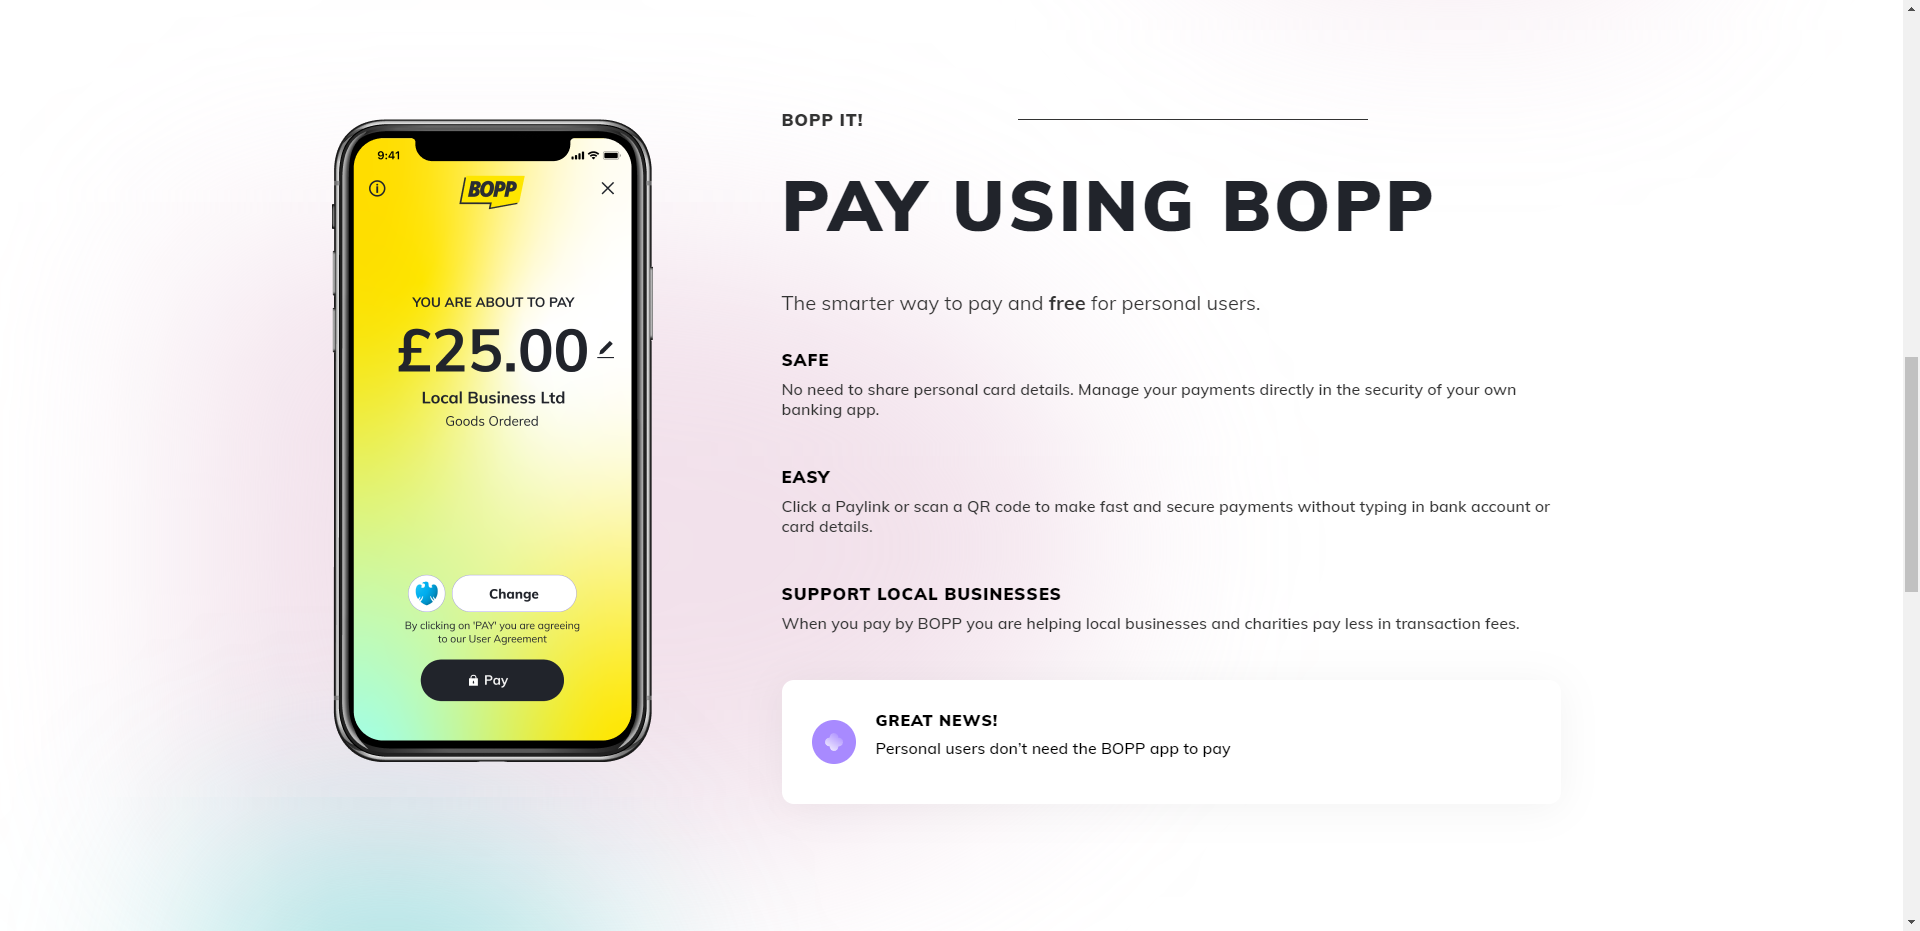 9:41
BOPP
YOU ARE ABOUT TO PAY
£25.00
Local Business Ltd
Goods Ordered
Change
By clicking on 'PAY' you are agreeing
to our User Agreement
Pay
BOPP IT!
PAY USING BOPP
The smarter way to pay and free for personal users.
SAFE
No need to share personal card details. Manage your payments directly in the security of your own
banking app.
EASY
Click a Paylink or scan a QR code to make fast and secure payments without typing in bank account or
card details.
SUPPORT LOCAL BUSINESSES
When you pay by BOPP you are helping local businesses and charities pay less in transaction fees.
GREAT NEWS!
Personal users don’t need the BOPP app to pay